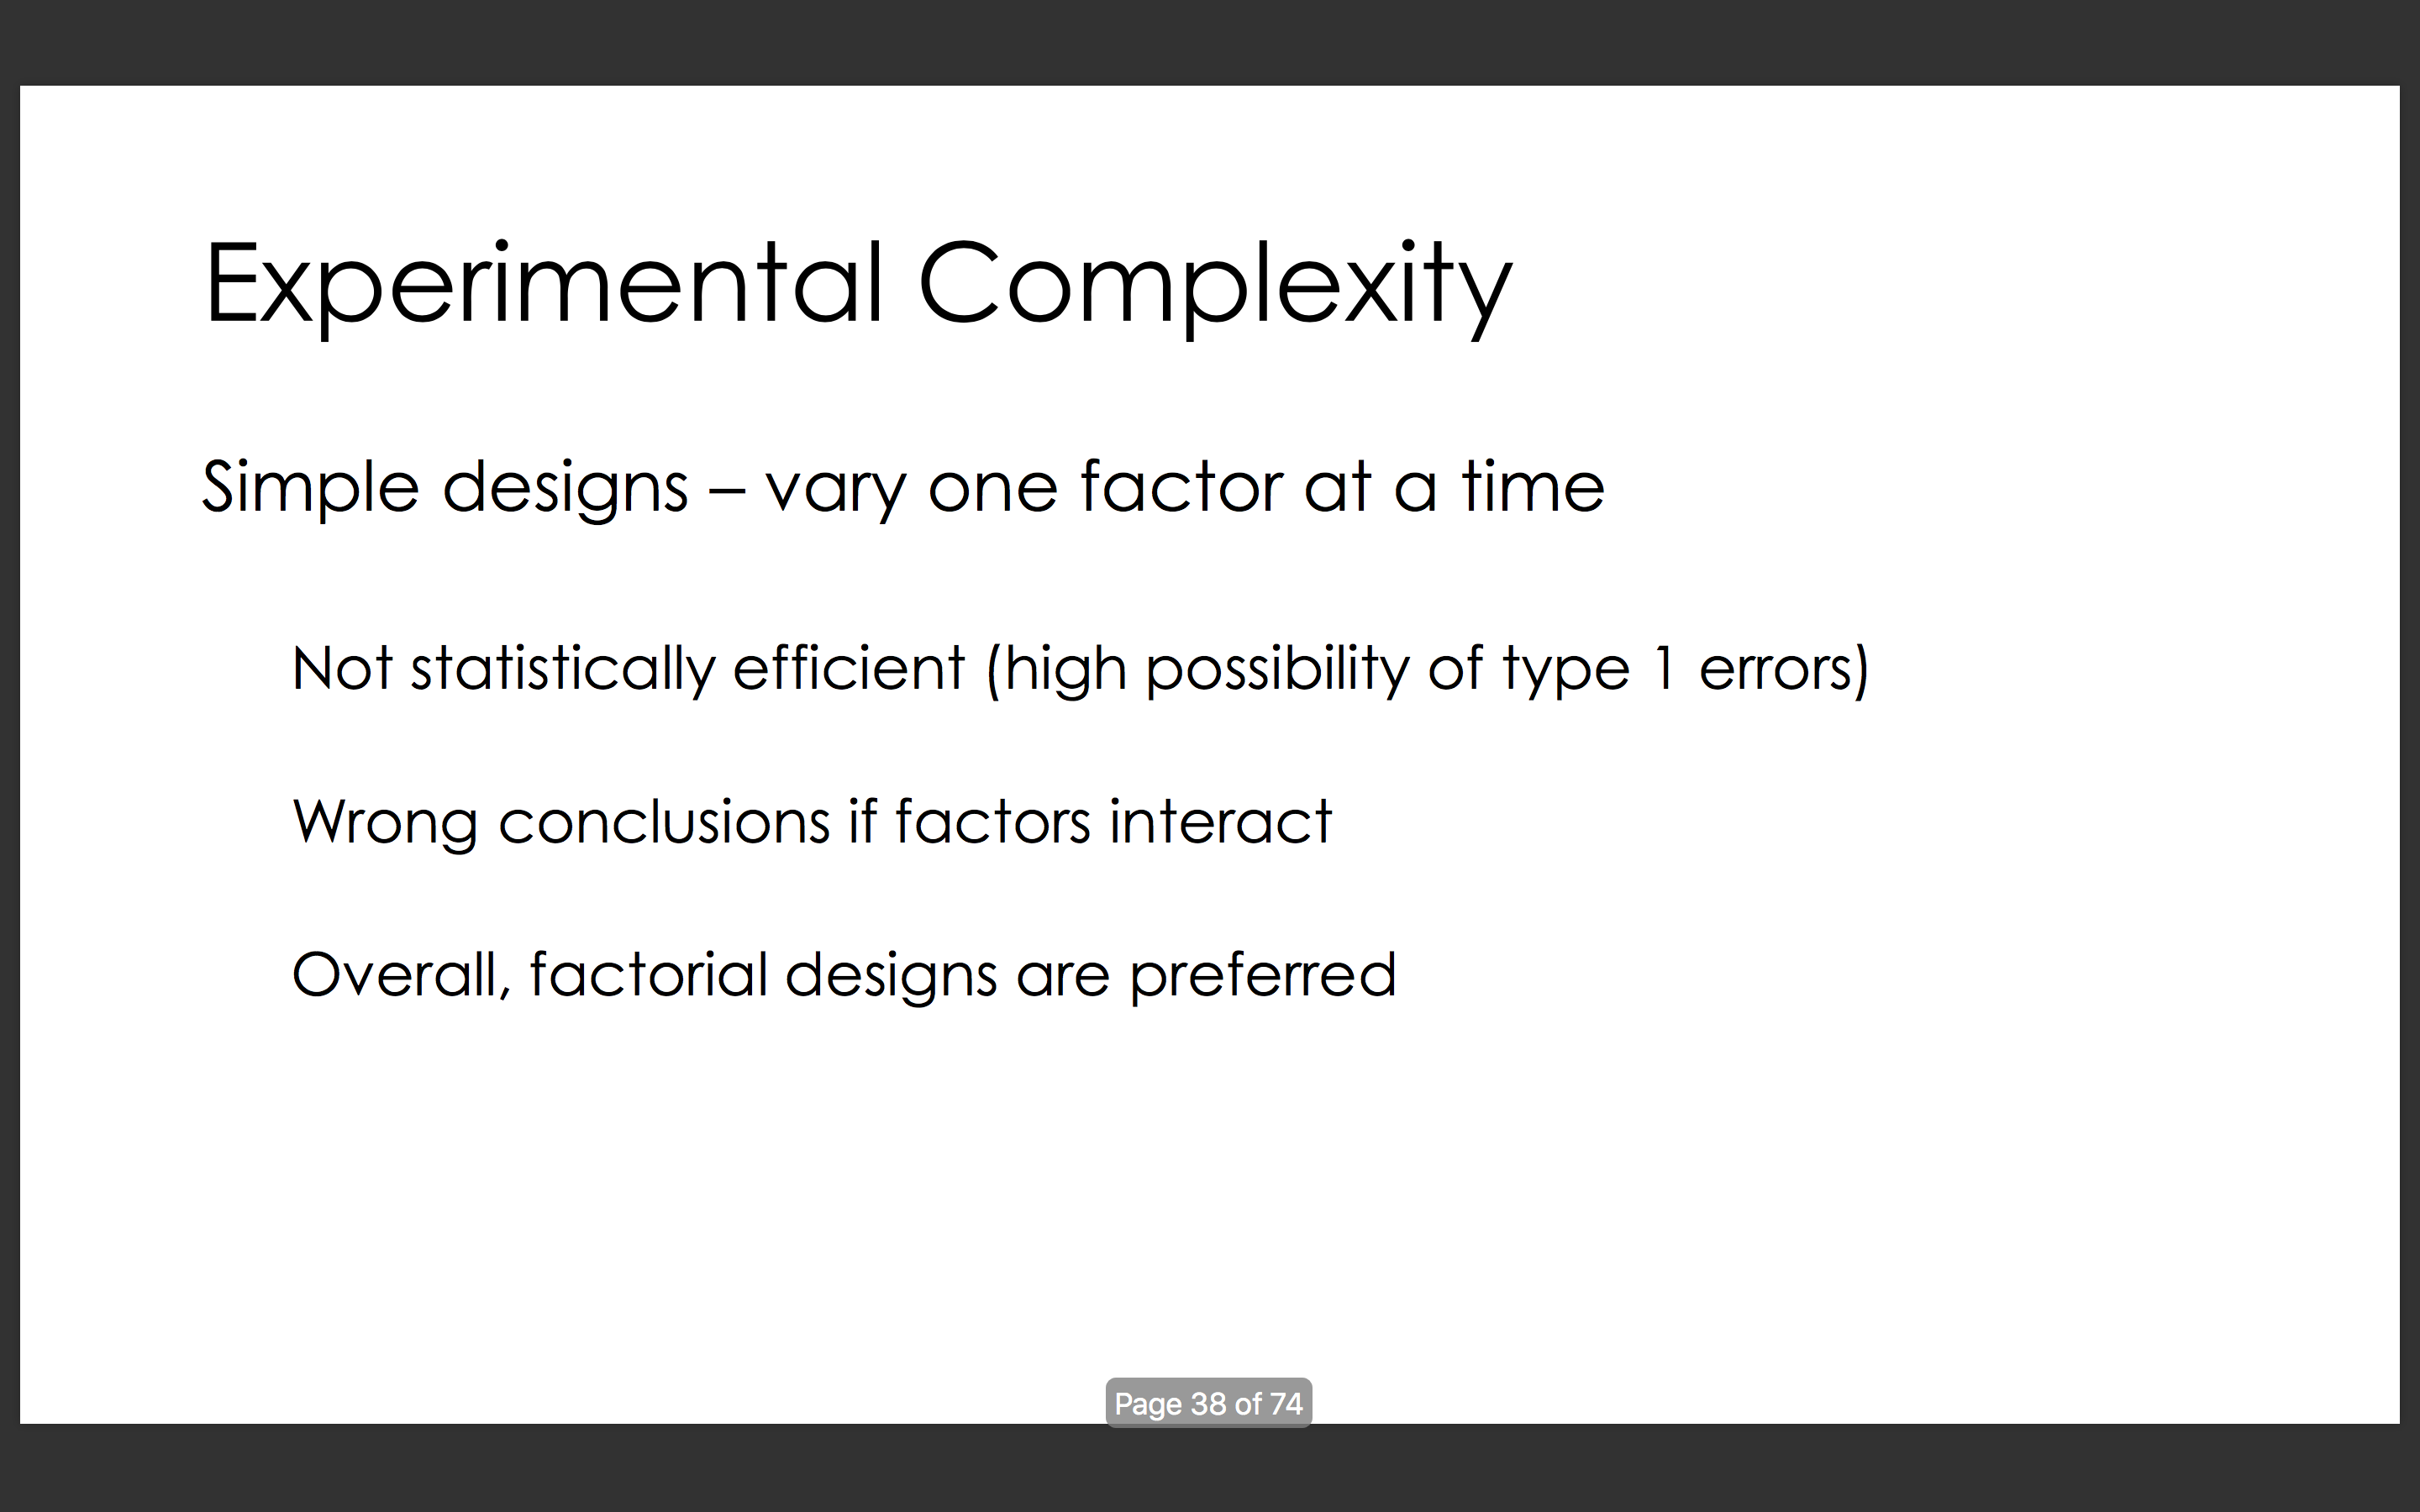 Experimental Complexity
Simple designs – vary one factor at a time
Not statistically efficient (high possibility of type 1 errors)
Wrong conclusions if factors interact
Overall, factorial designs are preferred
Page 38 of 74